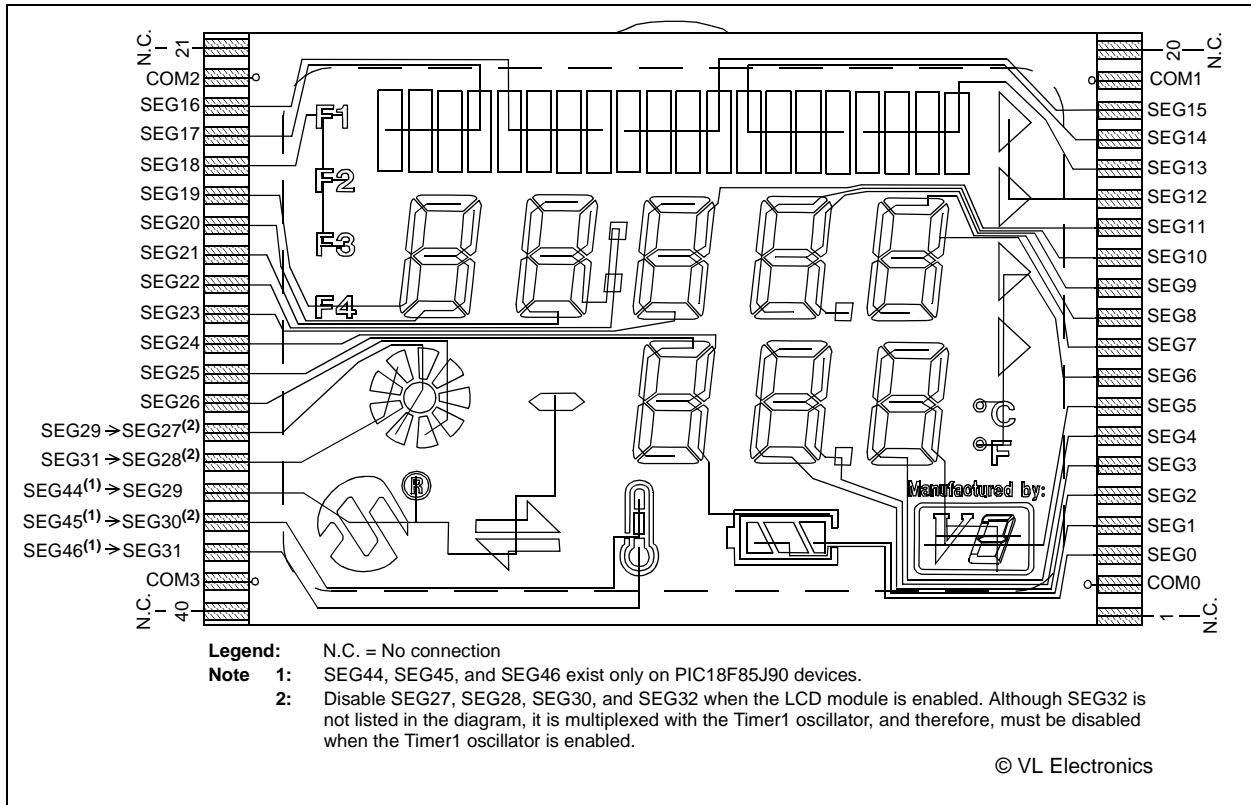 N.C. 21
COM2
SEG16
SEG17
SEG18
SEG19
SEG20
SEG21
SEG22
SEG23
SEG24
SEG25
SEG26
SEG29 → SEG27(2)
SEG31 → SEG28(2)
SEG44(1) → SEG29
SEG45(1) → SEG30(2)
SEG46(1) → SEG31
COM3
N.C. 40
F1
F2
F3
F4
®
°C
°F
Manufactured by:
VL
20 N.C.
COM1
SEG15
SEG14
SEG13
SEG12
SEG11
SEG10
SEG9
SEG8
SEG7
SEG6
SEG5
SEG4
SEG3
SEG2
SEG1
SEG0
COM0
1 N.C.
Legend: N.C. = No connection
Note 1: SEG44, SEG45, and SEG46 exist only on PIC18F85J90 devices.
2: Disable SEG27, SEG28, SEG30, and SEG32 when the LCD module is enabled. Although SEG32 is
not listed in the diagram, it is multiplexed with the Timer1 oscillator, and therefore, must be disabled
when the Timer1 oscillator is enabled.
© VL Electronics